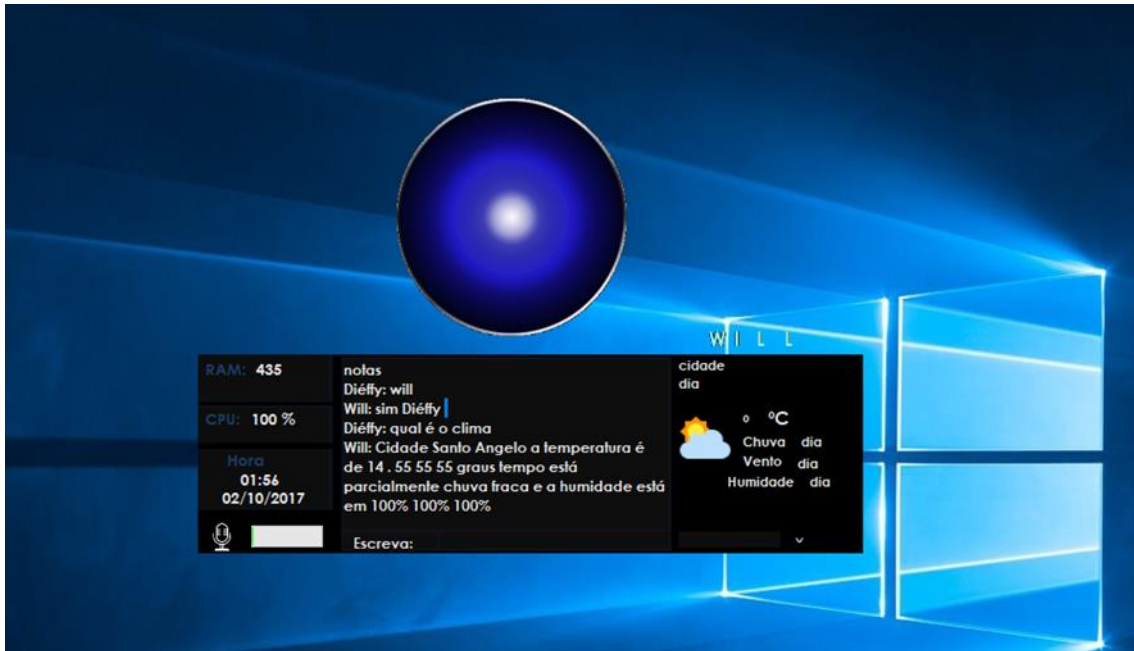 W I L L
RAM: 435
CPU: 100 %
Hora
01:56
02/10/2017
notas
Diéffy: will
Will: sim Diéffy
Diéffy: qual é o clima
Will: Cidade Santo Angelo a temperatura é
de 14 . 55 55 55 graus tempo está
parcialmente chuva fraca e a humidade está
em 100% 100% 100%
Escreva:
cidade
dia
º ºC
Chuva dia
Vento dia
Humidade dia